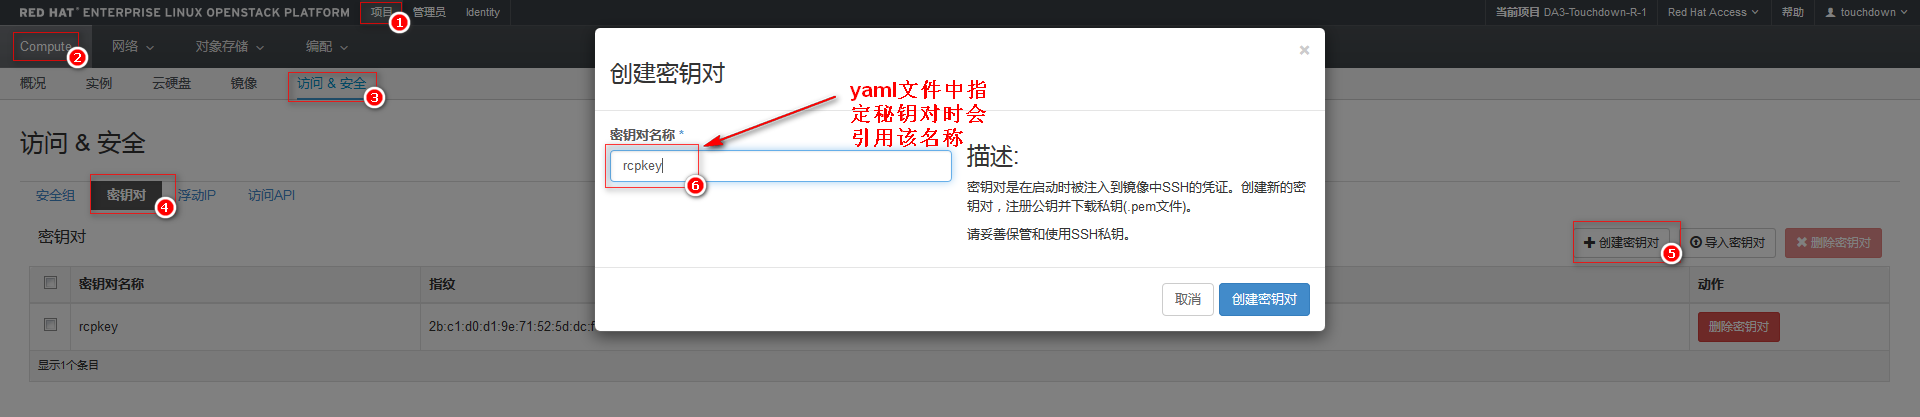 RED HAT® ENTERPRISE LINUX OPENSTACK PLATFORM 项目 管理员 Identity 当前项目 DA3-Touchdown-R-1 Red Hat Access 帮助 touchdown
1
Compute 网络 对象存储 编配
2
概况 实例 云硬盘 镜像 访问 & 安全
3
访问 & 安全
安全组 密钥对 浮动IP 访问API
4
密钥对
创建密钥对 导入密钥对 删除密钥对
5
密钥对名称 指纹 动作
rcpkey 2b:c1:d0:d1:9e:71:52:5d:dc:f 删除密钥对
显示1个条目
×
创建密钥对
yaml文件中指
定秘钥对时会
引用该名称
密钥对名称 *
rcpkey
6
描述:
密钥对是在启动时被注入到镜像中SSH的凭证。创建新的密
钥对，注册公钥并下载私钥(.pem文件)。
请妥善保管和使用SSH私钥。
取消 创建密钥对